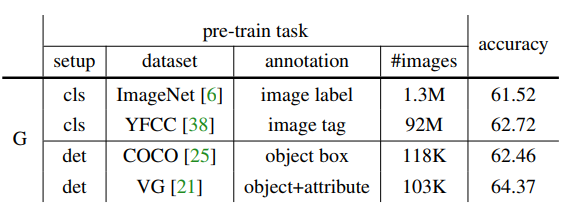 pre-train task accuracy
setup dataset annotation #images
G
cls ImageNet [6] image label 1.3M 61.52
cls YFCC [38] image tag 92M 62.72
det COCO [25] object box 118K 62.46
det VG [21] object+attribute 103K 64.37